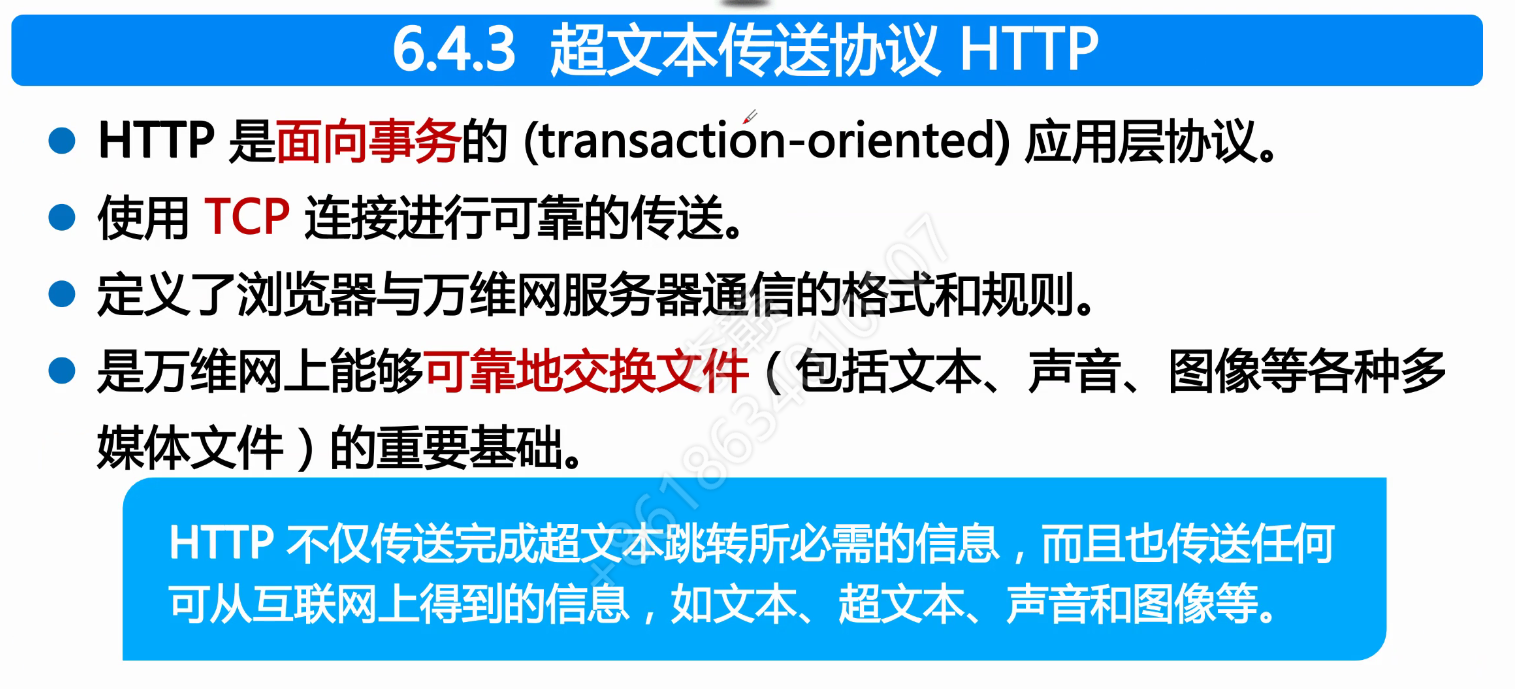 6.4.3 超文本传送协议 HTTP
HTTP 是面向事务的 (transaction-oriented) 应用层协议。
使用 TCP 连接进行可靠的传送。
定义了浏览器与万维网服务器通信的格式和规则。
是万维网上能够可靠地交换文件（包括文本、声音、图像等各种多
媒体文件）的重要基础。
HTTP 不仅传送完成超文本跳转所必需的信息，而且也传送任何
可从互联网上得到的信息，如文本、超文本、声音和图像等。